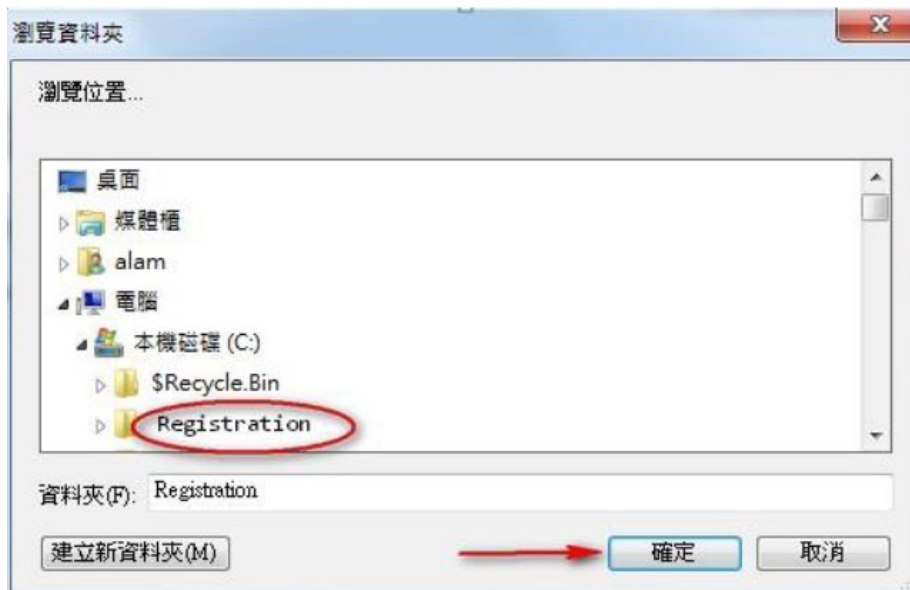 瀏覽資料夾
瀏覽位置...
桌面
媒體櫃
alam
電腦
本機磁碟 (C:)
$Recycle.Bin
Registration
資料夾(F): Registration
建立新資料夾(M) 確定 取消